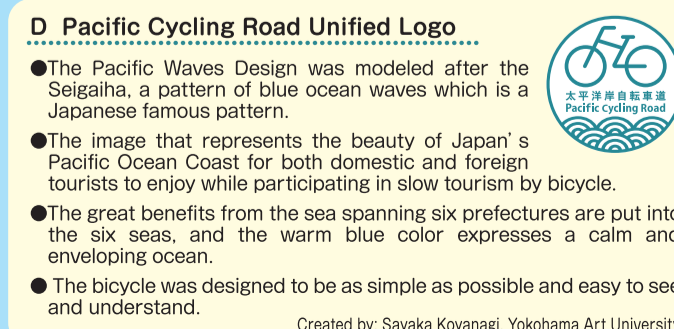 D Pacific Cycling Road Unified Logo
●The Pacific Waves Design was modeled after the
Seigaiha, a pattern of blue ocean waves which is a
Japanese famous pattern.
太平洋岸自転車道
Pacific Cycling Road
●The image that represents the beauty of Japan's
Pacific Ocean Coast for both domestic and foreign
tourists to enjoy while participating in slow tourism by bicycle.
●The great benefits from the sea spanning six prefectures are put into
the six seas, and the warm blue color expresses a calm and
enveloping ocean.
● The bicycle was designed to be as simple as possible and easy to see
and understand.
Created by: Sayaka Koyanagi, Yokohama Art University